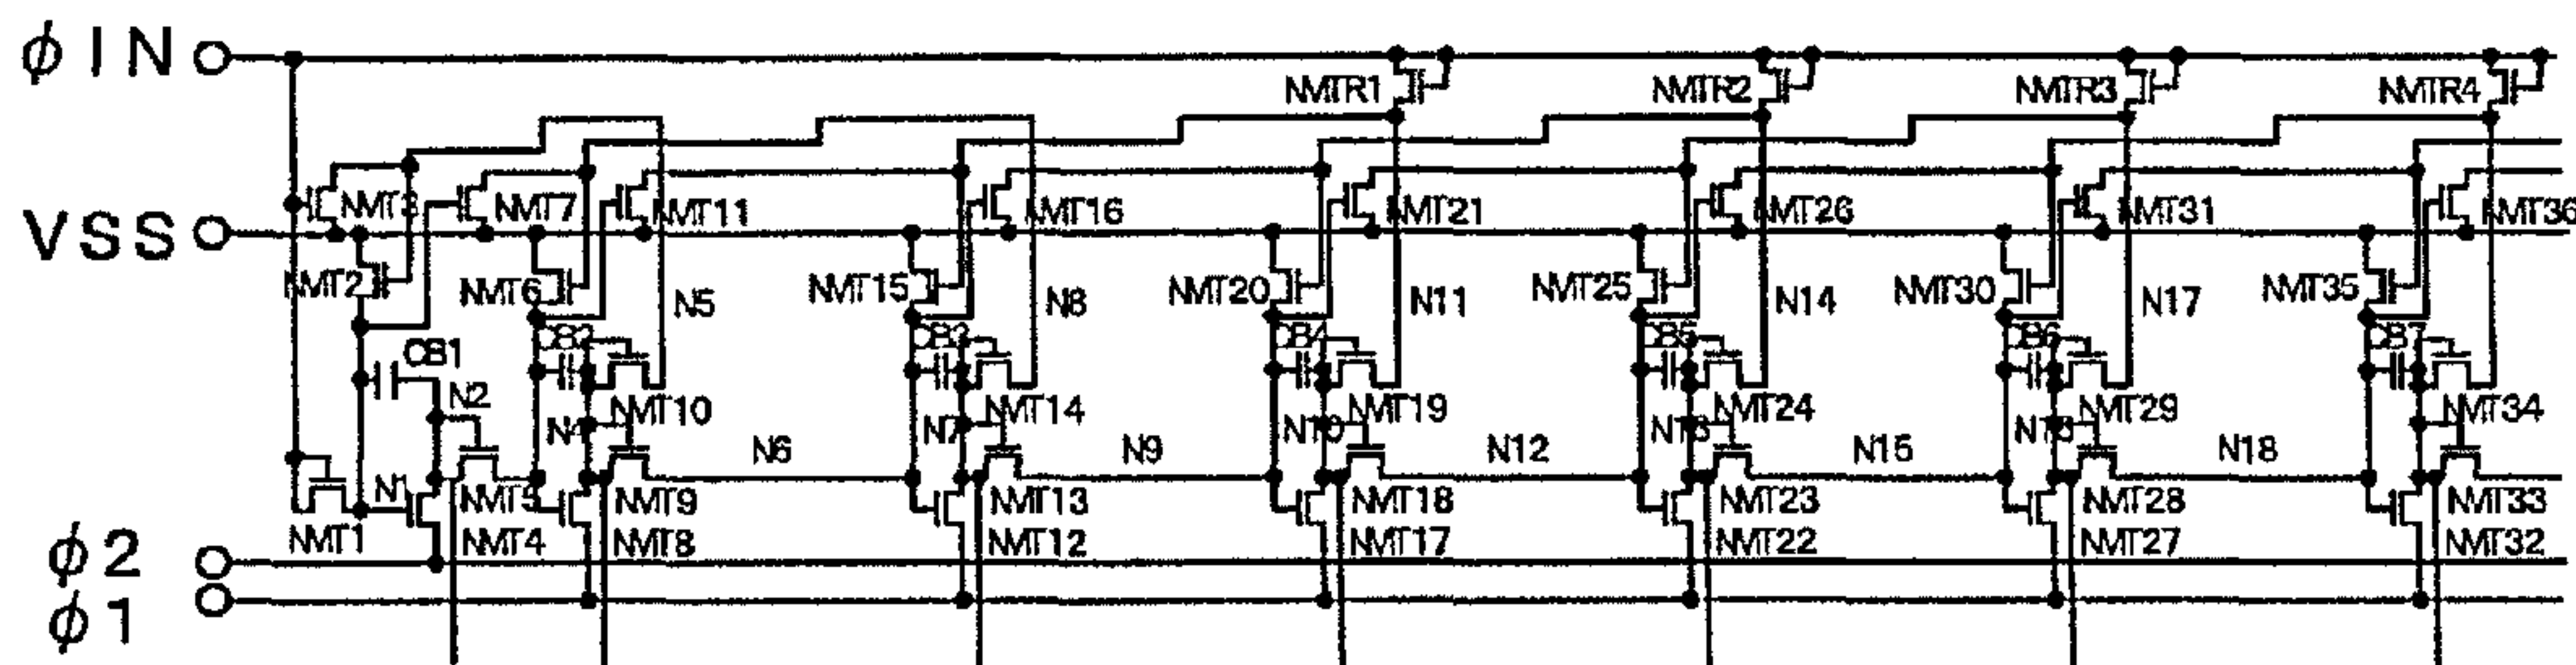 ϕIN
NMTR1 NMTR2 NMTR3 NMTR4
NMT3 NMT7 NMT11 NMT16 NMT21 NMT26 NMT31 NMT36
VSS
NMT2 NMT6 NMT15 NMT20 NMT25 NMT30 NMT35
N5 N8 N11 N14 N17
CB1 CB2 CB3 CB4 CB5 CB6 CB7
N2 NMT10 NMT14 NMT19 NMT24 NMT29 NMT34
N4 N6 N7 N9 N10 N12 N13 N15 N18
N1 NMT5 NMT9 NMT13 NMT18 NMT23 NMT28 NMT33
NMT1 NMT4 NMT8 NMT12 NMT17 NMT22 NMT27 NMT32
ϕ2
ϕ1